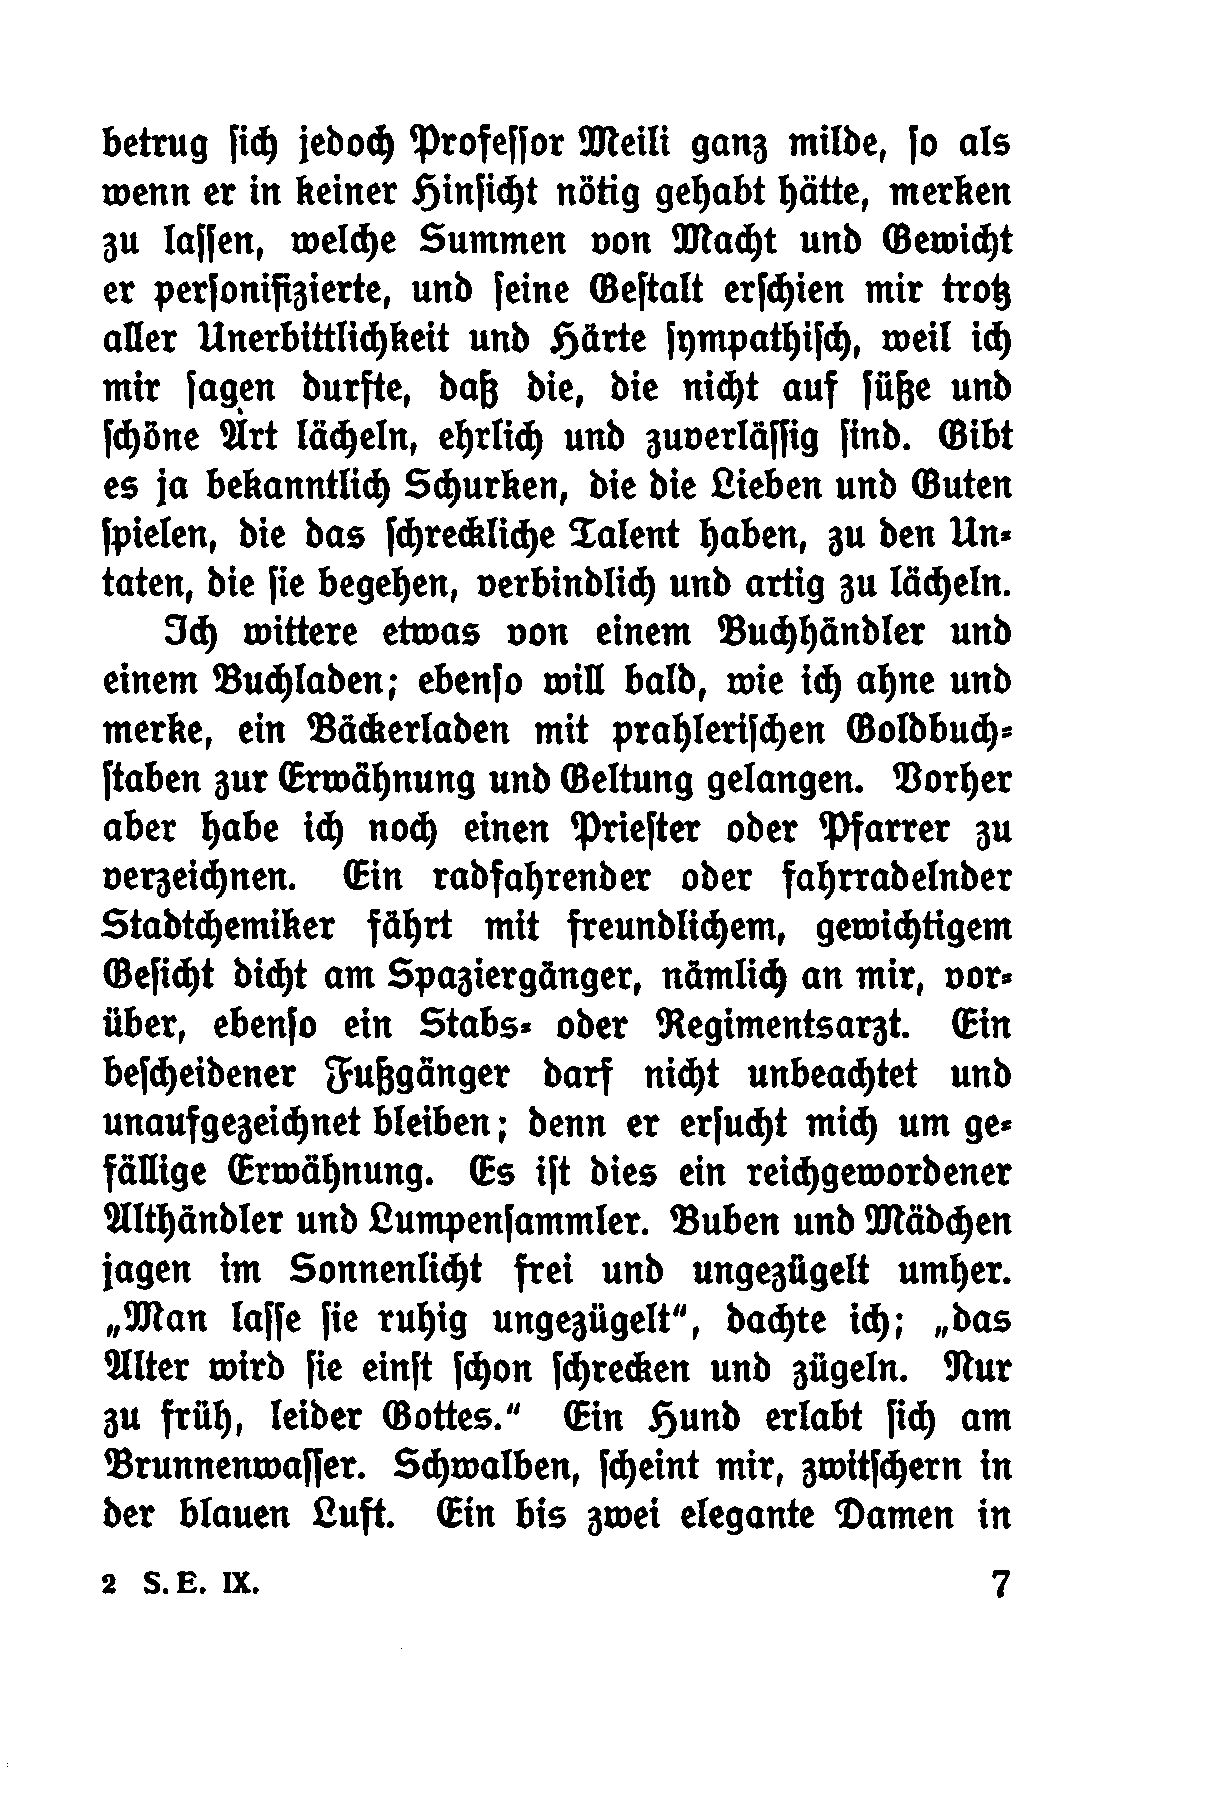 betrug ſich jedoch Profeſſor Meili ganz milde, ſo als
wenn er in keiner Hinſicht nötig gehabt hätte, merken
zu laſſen, welche Summen von Macht und Gewicht
er perſonifizierte, und ſeine Geſtalt erſchien mir trotz
aller Unerbittlichkeit und Härte ſympathiſch, weil ich
mir ſagen durfte, daß die, die nicht auf ſüße und
ſchöne Art lächeln, ehrlich und zuverläſſig ſind. Gibt
es ja bekanntlich Schurken, die die Lieben und Guten
ſpielen, die das ſchreckliche Talent haben, zu den Un-
taten, die ſie begehen, verbindlich und artig zu lächeln.
Ich wittere etwas von einem Buchhändler und
einem Buchladen; ebenſo will bald, wie ich ahne und
merke, ein Bäckerladen mit prahleriſchen Goldbuch-
ſtaben zur Erwähnung und Geltung gelangen. Vorher
aber habe ich noch einen Prieſter oder Pfarrer zu
verzeichnen. Ein radfahrender oder fahrradelnder
Stadtchemiker fährt mit freundlichem, gewichtigem
Geſicht dicht am Spaziergänger, nämlich an mir, vor-
über, ebenſo ein Stabs- oder Regimentsarzt. Ein
beſcheidener Fußgänger darf nicht unbeachtet und
unaufgezeichnet bleiben; denn er erſucht mich um ge-
fällige Erwähnung. Es iſt dies ein reichgewordener
Althändler und Lumpenſammler. Buben und Mädchen
jagen im Sonnenlicht frei und ungezügelt umher.
„Man laſſe ſie ruhig ungezügelt“, dachte ich; „das
Alter wird ſie einſt ſchon ſchrecken und zügeln. Nur
zu früh, leider Gottes.“ Ein Hund erlabt ſich am
Brunnenwaſſer. Schwalben, ſcheint mir, zwitſchern in
der blauen Luft. Ein bis zwei elegante Damen in
2 S. E. IX. 7